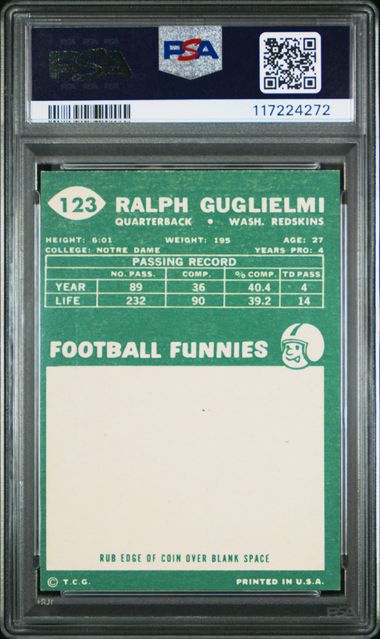 PSA
PSA
117224272
123 RALPH GUGLIELMI
QUARTERBACK • WASH. REDSKINS
HEIGHT: 6:01 WEIGHT: 195 AGE: 27
COLLEGE: NOTRE DAME YEARS PRO: 4
PASSING RECORD
NO. PASS. COMP. % COMP. TD PASS
YEAR 89 36 40.4 4
LIFE 232 90 39.2 14
FOOTBALL FUNNIES
RUB EDGE OF COIN OVER BLANK SPACE
© T.C.G. PRINTED IN U.S.A.
PSA